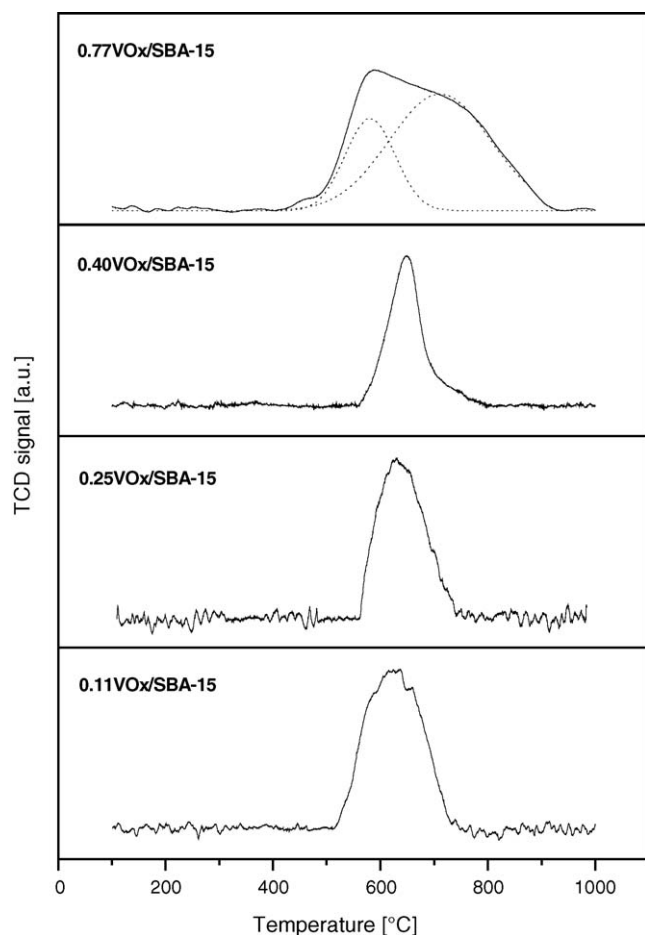 0.77VOx/SBA-15
0.40VOx/SBA-15
0.25VOx/SBA-15
0.11VOx/SBA-15
TCD signal [a.u.]
0 200 400 600 800 1000
Temperature [°C]